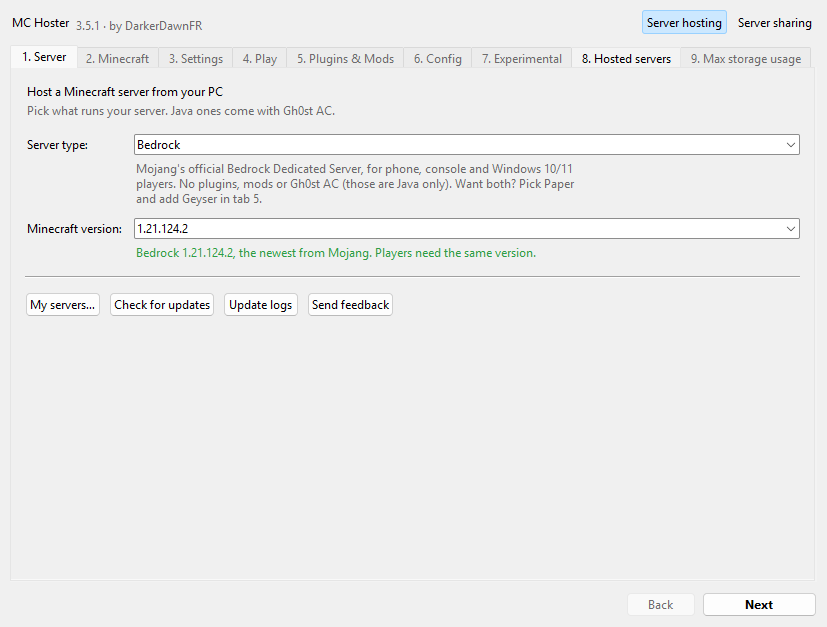 MC Hoster 3.5.1 · by DarkerDawnFR
Server hosting
Server sharing
1. Server
2. Minecraft
3. Settings
4. Play
5. Plugins & Mods
6. Config
7. Experimental
8. Hosted servers
9. Max storage usage
Host a Minecraft server from your PC
Pick what runs your server. Java ones come with Gh0st AC.
Server type:
Bedrock
Mojang's official Bedrock Dedicated Server, for phone, console and Windows 10/11
players. No plugins, mods or Gh0st AC (those are Java only). Want both? Pick Paper
and add Geyser in tab 5.
Minecraft version:
1.21.124.2
Bedrock 1.21.124.2, the newest from Mojang. Players need the same version.
My servers...
Check for updates
Update logs
Send feedback
Back
Next